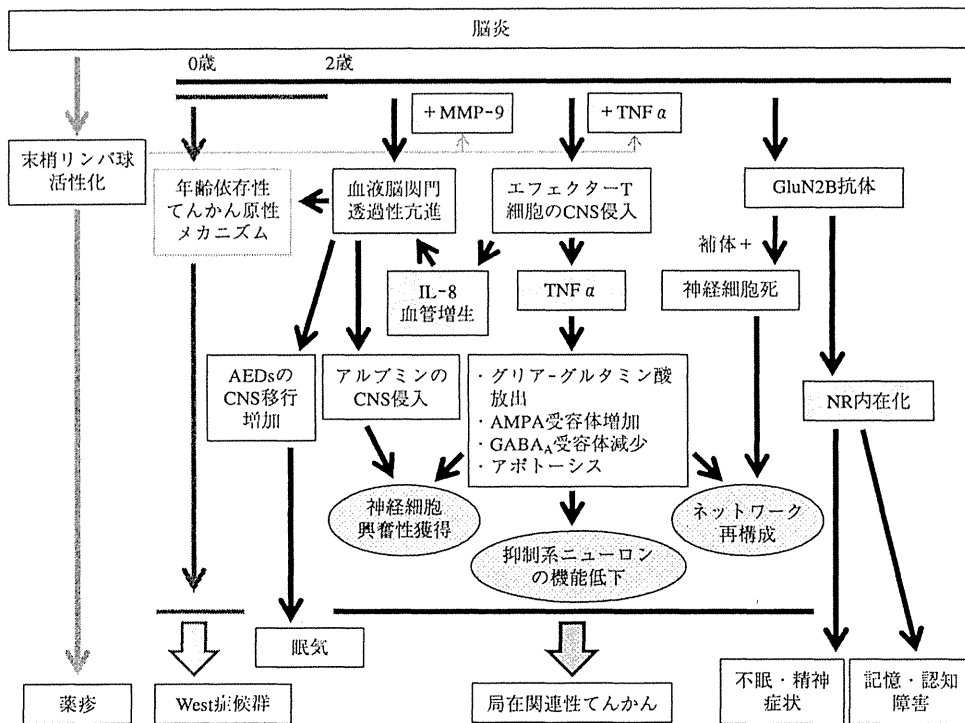 脳炎
0歳
2歳
+MMP-9
+TNFα
末梢リンパ球
活性化
年齢依存性
てんかん原性
メカニズム
血液脳関門
透過性亢進
エフェクターT
細胞のCNS侵入
GluN2B抗体
補体+
IL-8
血管増生
TNFα
神経細胞死
AEDsの
CNS移行
増加
アルブミンの
CNS侵入
・グリア-グルタミン酸
放出
・AMPA受容体増加
・GABAA受容体減少
・アポトーシス
NR内在化
神経細胞
興奮性獲得
ネットワーク
再構成
抑制系ニューロン
の機能低下
眠気
薬疹
West症候群
局在関連性てんかん
不眠・精神
症状
記憶・認知
障害